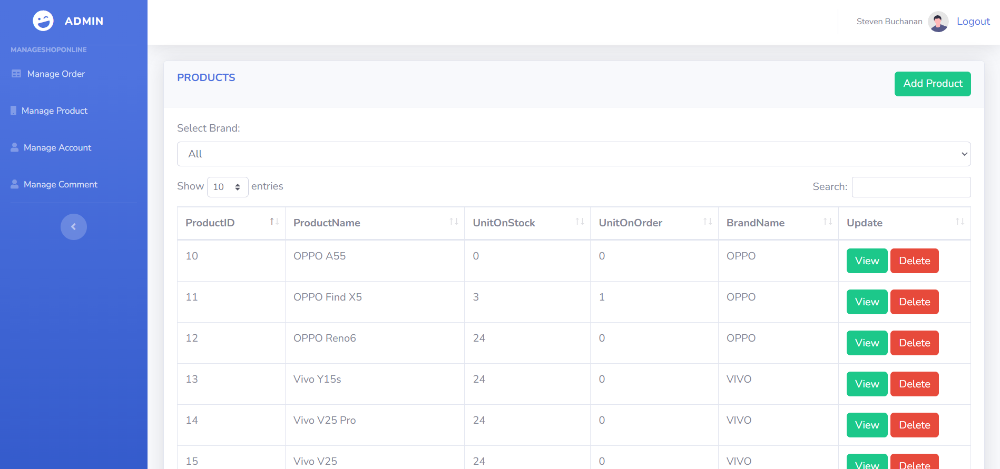 ADMIN
Steven Buchanan Logout
MANAGESHOPONLINE
Manage Order
Manage Product
Manage Account
Manage Comment
PRODUCTS
Add Product
Select Brand:
All
Show 10 entries
Search:
ProductID ProductName UnitOnStock UnitOnOrder BrandName Update
10 OPPO A55 0 0 OPPO View Delete
11 OPPO Find X5 3 1 OPPO View Delete
12 OPPO Reno6 24 0 OPPO View Delete
13 Vivo Y15s 24 0 VIVO View Delete
14 Vivo V25 Pro 24 0 VIVO View Delete
15 Vivo V25 24 0 VIVO View Delete